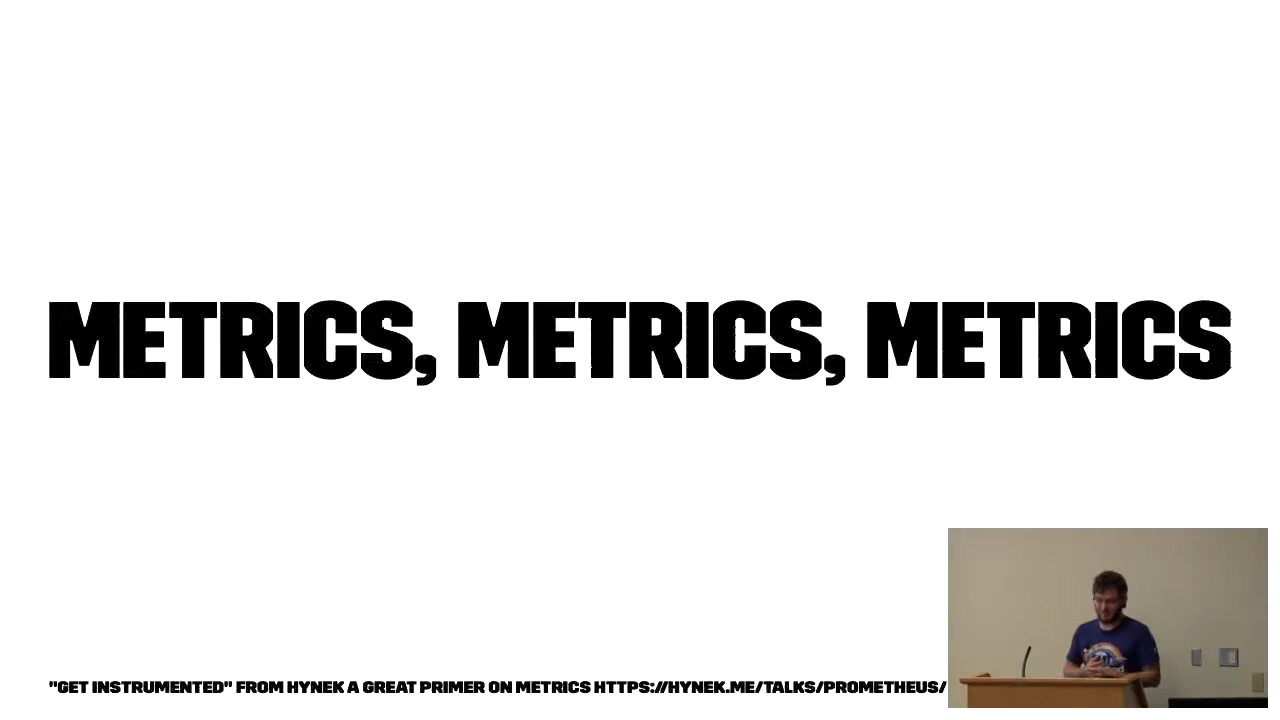 METRICS, METRICS, METRICS
"GET INSTRUMENTED" FROM HYNEK A GREAT PRIMER ON METRICS HTTPS://HYNEK.ME/TALKS/PROMETHEUS/